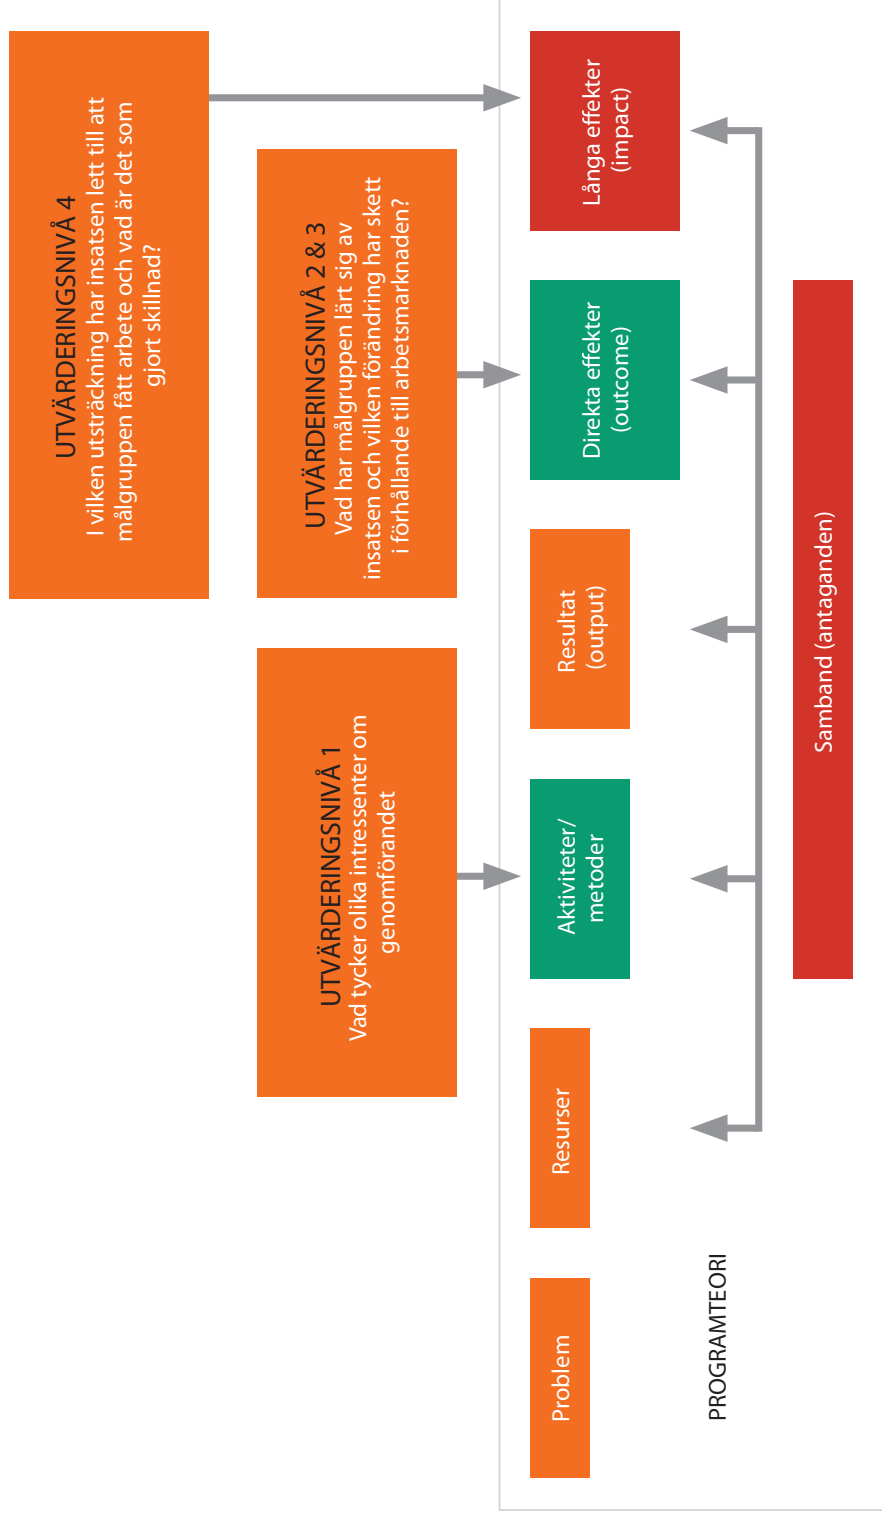 UTVÄRDERINGSNIVÅ 4
I vilken utsträckning har insatsen lett till att
målgruppen fått arbete och vad är det som
gjort skillnad?
UTVÄRDERINGSNIVÅ 1
Vad tycker olika intressenter om
genomförandet
UTVÄRDERINGSNIVÅ 2 & 3
Vad har målgruppen lärt sig av
insatsen och vilken förändring har skett
i förhållande till arbetsmarknaden?
Problem
Resurser
Aktiviteter/
metoder
Resultat
(output)
Direkta effekter
(outcome)
Långa effekter
(impact)
PROGRAMTEORI
Samband (antaganden)